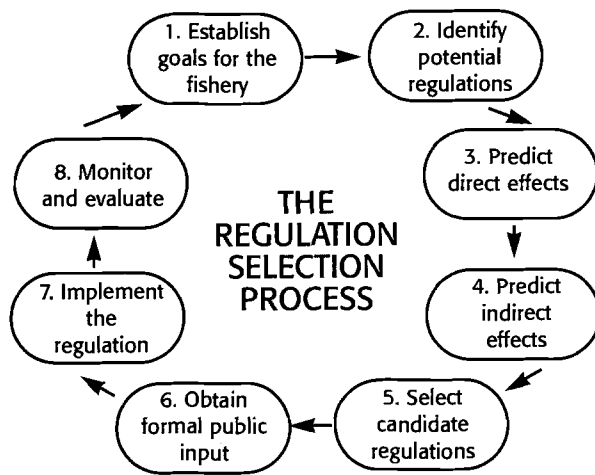 1. Establish
goals for the
fishery
2. Identify
potential
regulations
3. Predict
direct effects
4. Predict
indirect
effects
5. Select
candidate
regulations
6. Obtain
formal public
input
7. Implement
the
regulation
8. Monitor
and evaluate
THE
REGULATION
SELECTION
PROCESS